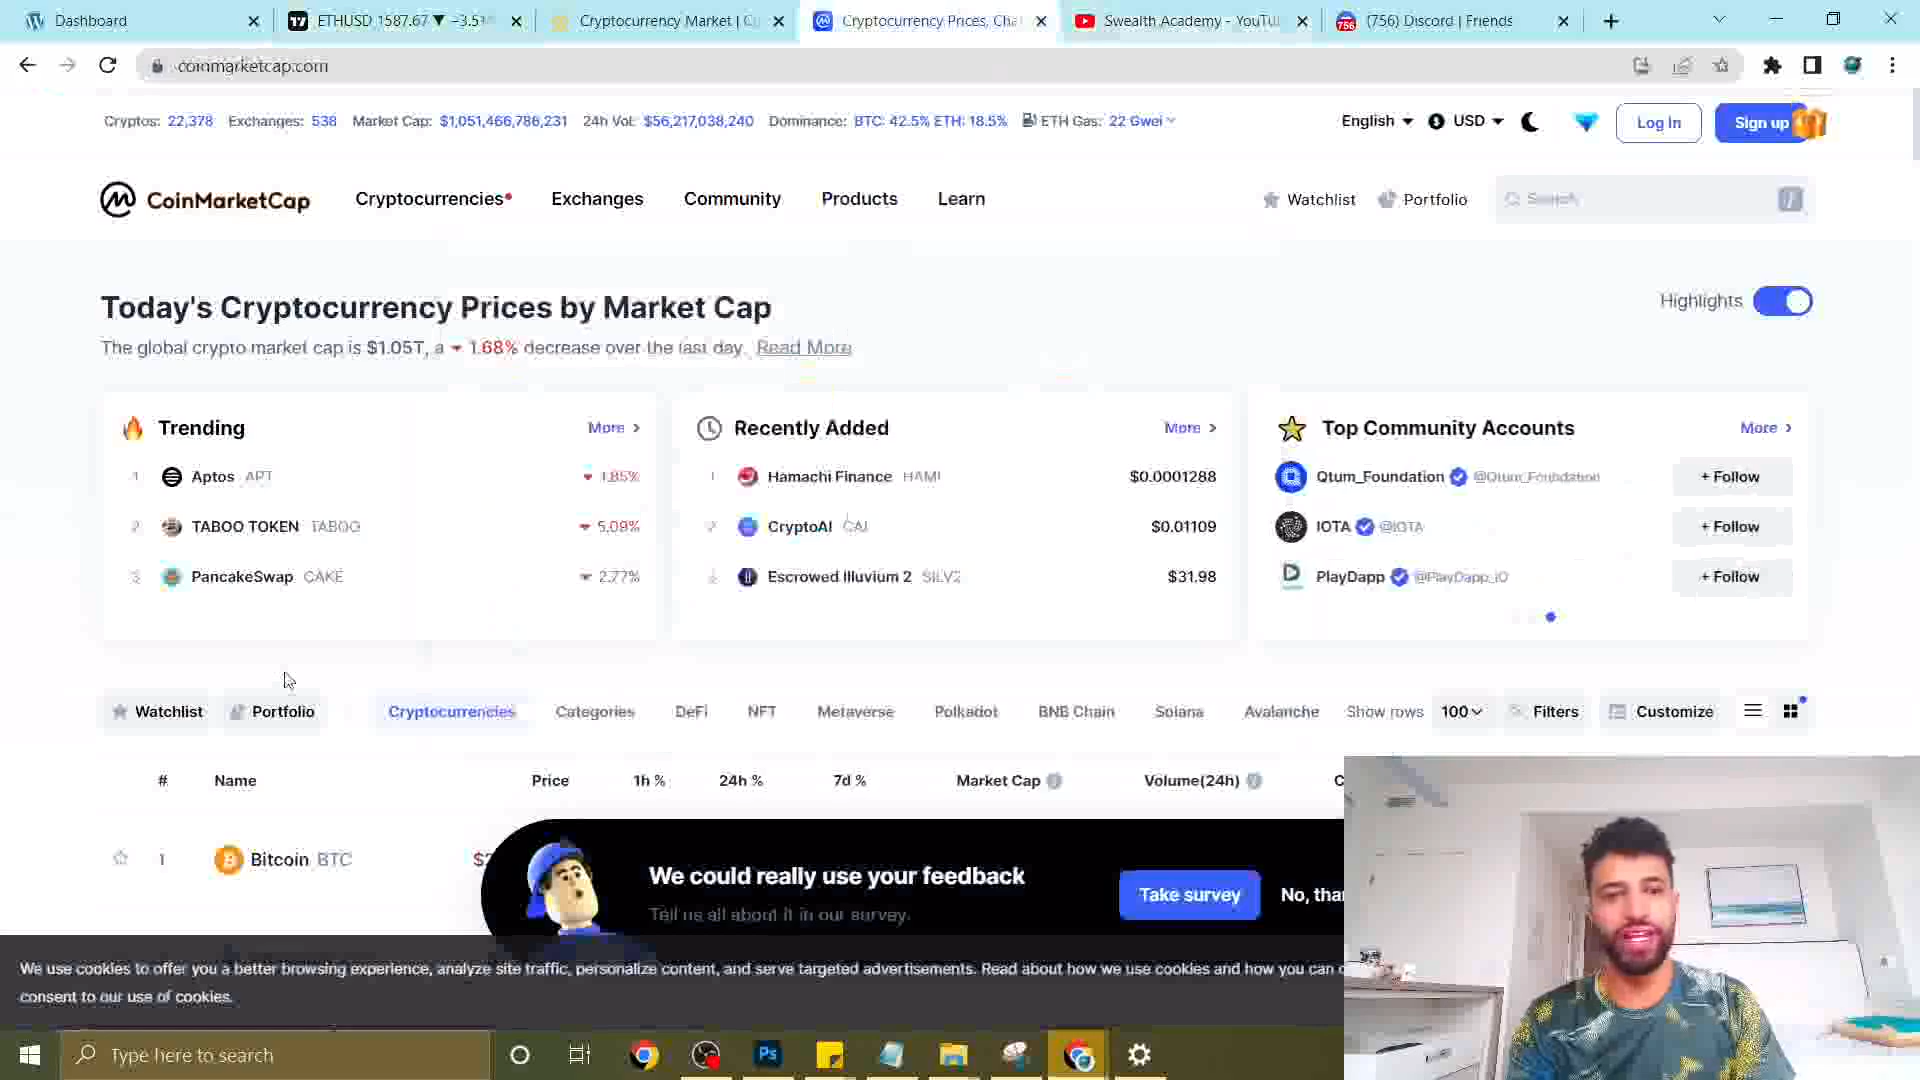 Dashboard
ETHUSD 1587.67 ▼ −3.51
Cryptocurrency Market | C
Cryptocurrency Prices, Cha
Swealth Academy - YouTu
(756) Discord | Friends
coinmarketcap.com
Cryptos: 22,378 Exchanges: 538 Market Cap: $1,051,466,786,231 24h Vol: $56,217,038,240 Dominance: BTC: 42.5% ETH: 18.5% ETH Gas: 22 Gwei
English USD Log In Sign up
CoinMarketCap Cryptocurrencies Exchanges Community Products Learn Watchlist Portfolio Search /
Today's Cryptocurrency Prices by Market Cap
Highlights
The global crypto market cap is $1.05T, a 1.68% decrease over the last day. Read More
Trending More >
1 Aptos APT 1.85%
2 TABOO TOKEN TABOO 5.09%
3 PancakeSwap CAKE 2.77%
Recently Added More >
1 Hamachi Finance HAMI $0.0001288
2 CryptoAI CAI $0.01109
3 Escrowed Illuvium 2 SILV2 $31.98
Top Community Accounts More >
Qtum_Foundation @Qtum_Foundation + Follow
IOTA @IOTA + Follow
PlayDapp @PlayDapp_IO + Follow
Watchlist Portfolio Cryptocurrencies Categories DeFi NFT Metaverse Polkadot BNB Chain Solana Avalanche Show rows 100 Filters Customize
# Name Price 1h % 24h % 7d % Market Cap Volume(24h) C
1 Bitcoin BTC $2
We could really use your feedback
Tell us all about it in our survey.
Take survey
No, than
We use cookies to offer you a better browsing experience, analyze site traffic, personalize content, and serve targeted advertisements. Read about how we use cookies and how you can c
consent to our use of cookies.
Type here to search
Ps